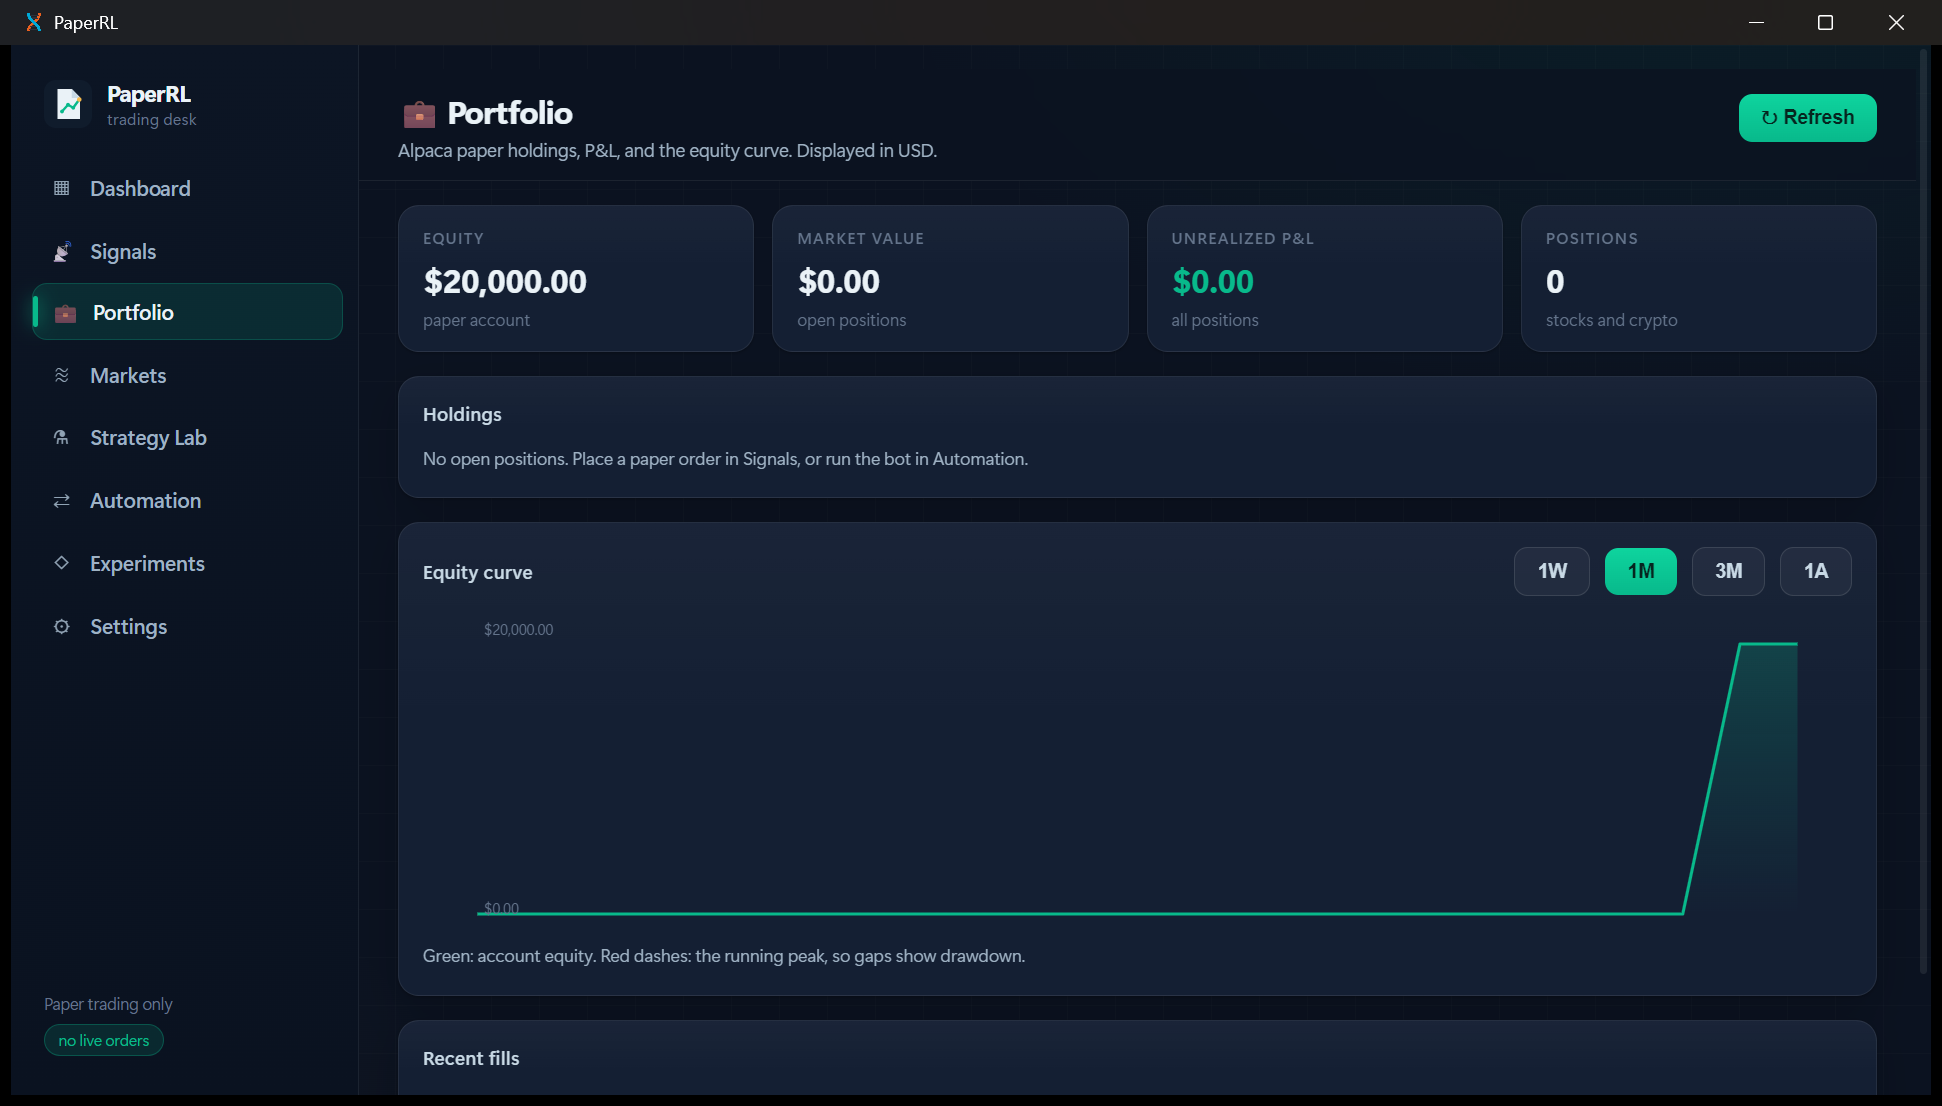 PaperRL
PaperRL
trading desk
Dashboard
Signals
Portfolio
Markets
Strategy Lab
Automation
Experiments
Settings
Paper trading only
no live orders
Portfolio
Alpaca paper holdings, P&L, and the equity curve. Displayed in USD.
↻ Refresh
EQUITY
$20,000.00
paper account
MARKET VALUE
$0.00
open positions
UNREALIZED P&L
$0.00
all positions
POSITIONS
0
stocks and crypto
Holdings
No open positions. Place a paper order in Signals, or run the bot in Automation.
Equity curve
1W 1M 3M 1A
$20,000.00
$0.00
Green: account equity. Red dashes: the running peak, so gaps show drawdown.
Recent fills